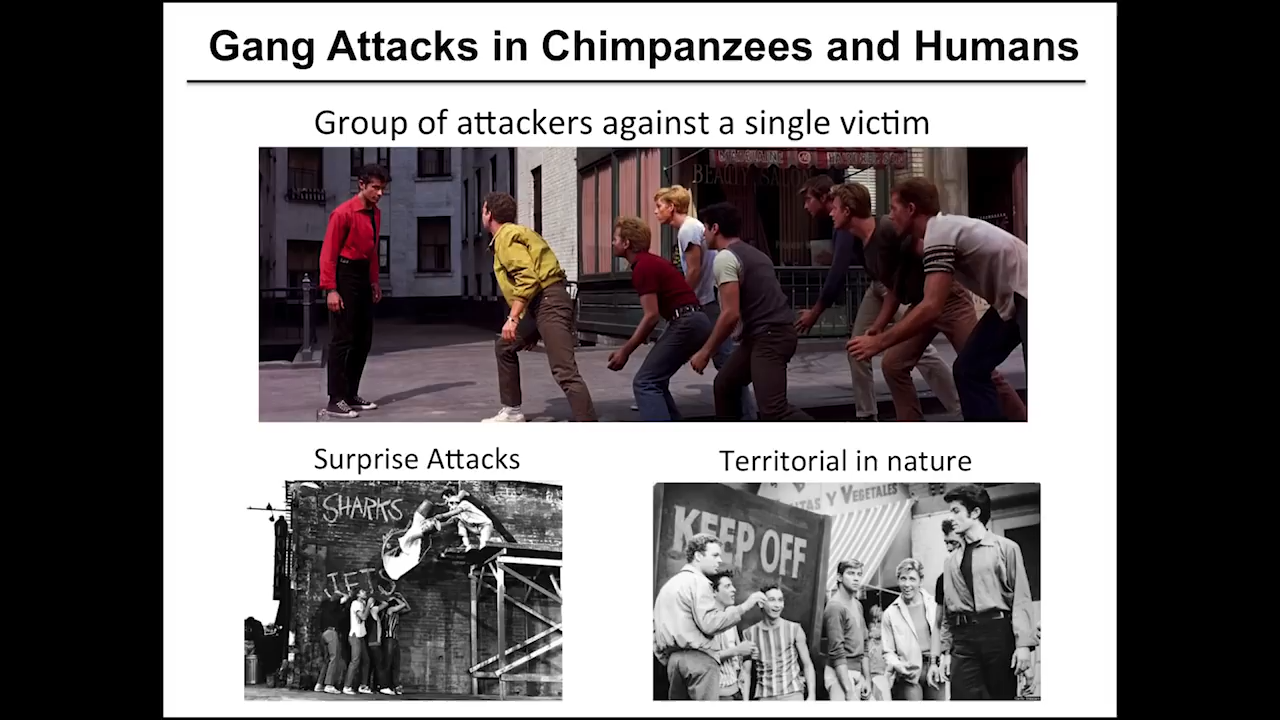 Gang Attacks in Chimpanzees and Humans
Group of attackers against a single victim
BEAUTY SALON
Surprise Attacks
Territorial in nature
SHARKS
JETS
Y VEGETALES
KEEP OFF